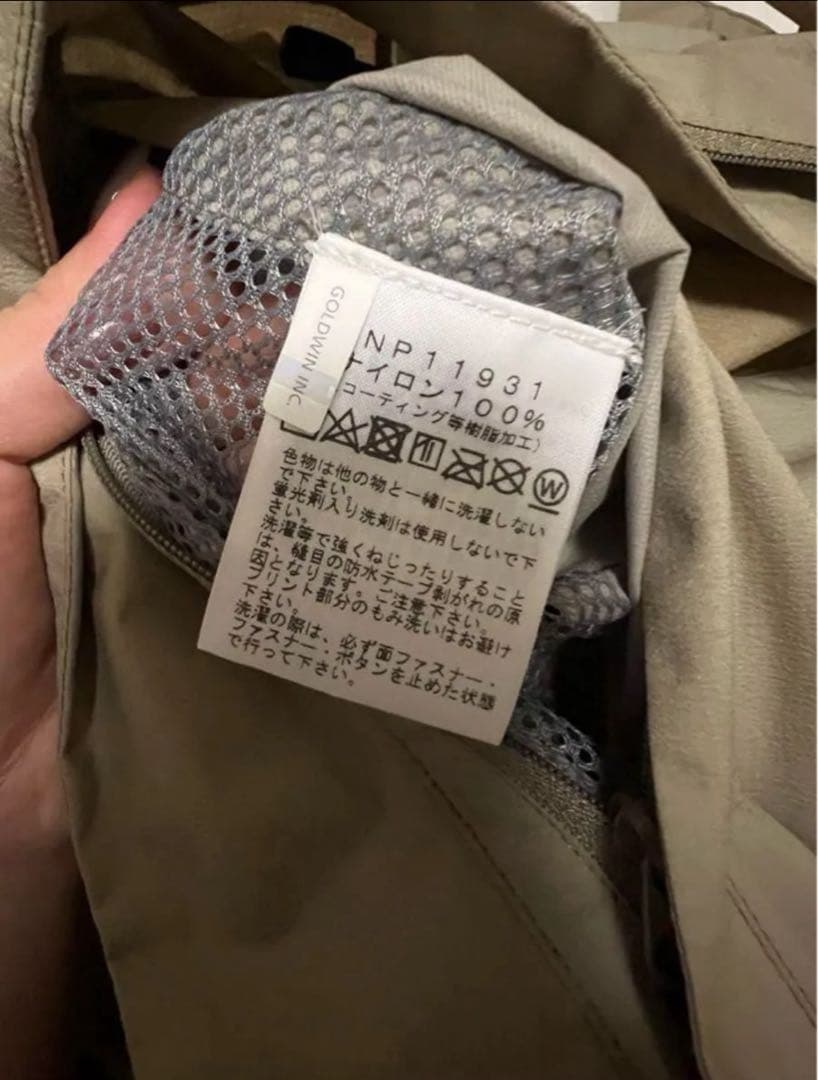 GOLDWIN INC
NP11931
ナイロン100%
コーティング等樹脂加工)
W
色物は他の物と一緒に洗濯しない
で下さい。
蛍光剤入り洗剤は使用しないで下
さい。
洗濯等で強くねじったりすること
は、縫目の防水テープ剥がれの原
因となります。ご注意下さい。
プリント部分のもみ洗いはお避け
下さい。
洗濯の際は、必ず面ファスナー・
ファスナー・ボタンを止めた状態
で行って下さい。